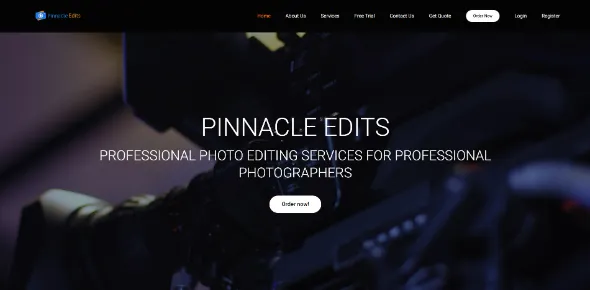 Pinnacle Edits
Home About Us Services Free Trial Contact Us Get Quote Order Now Login Register
PINNACLE EDITS
PROFESSIONAL PHOTO EDITING SERVICES FOR PROFESSIONAL
PHOTOGRAPHERS
Order now!